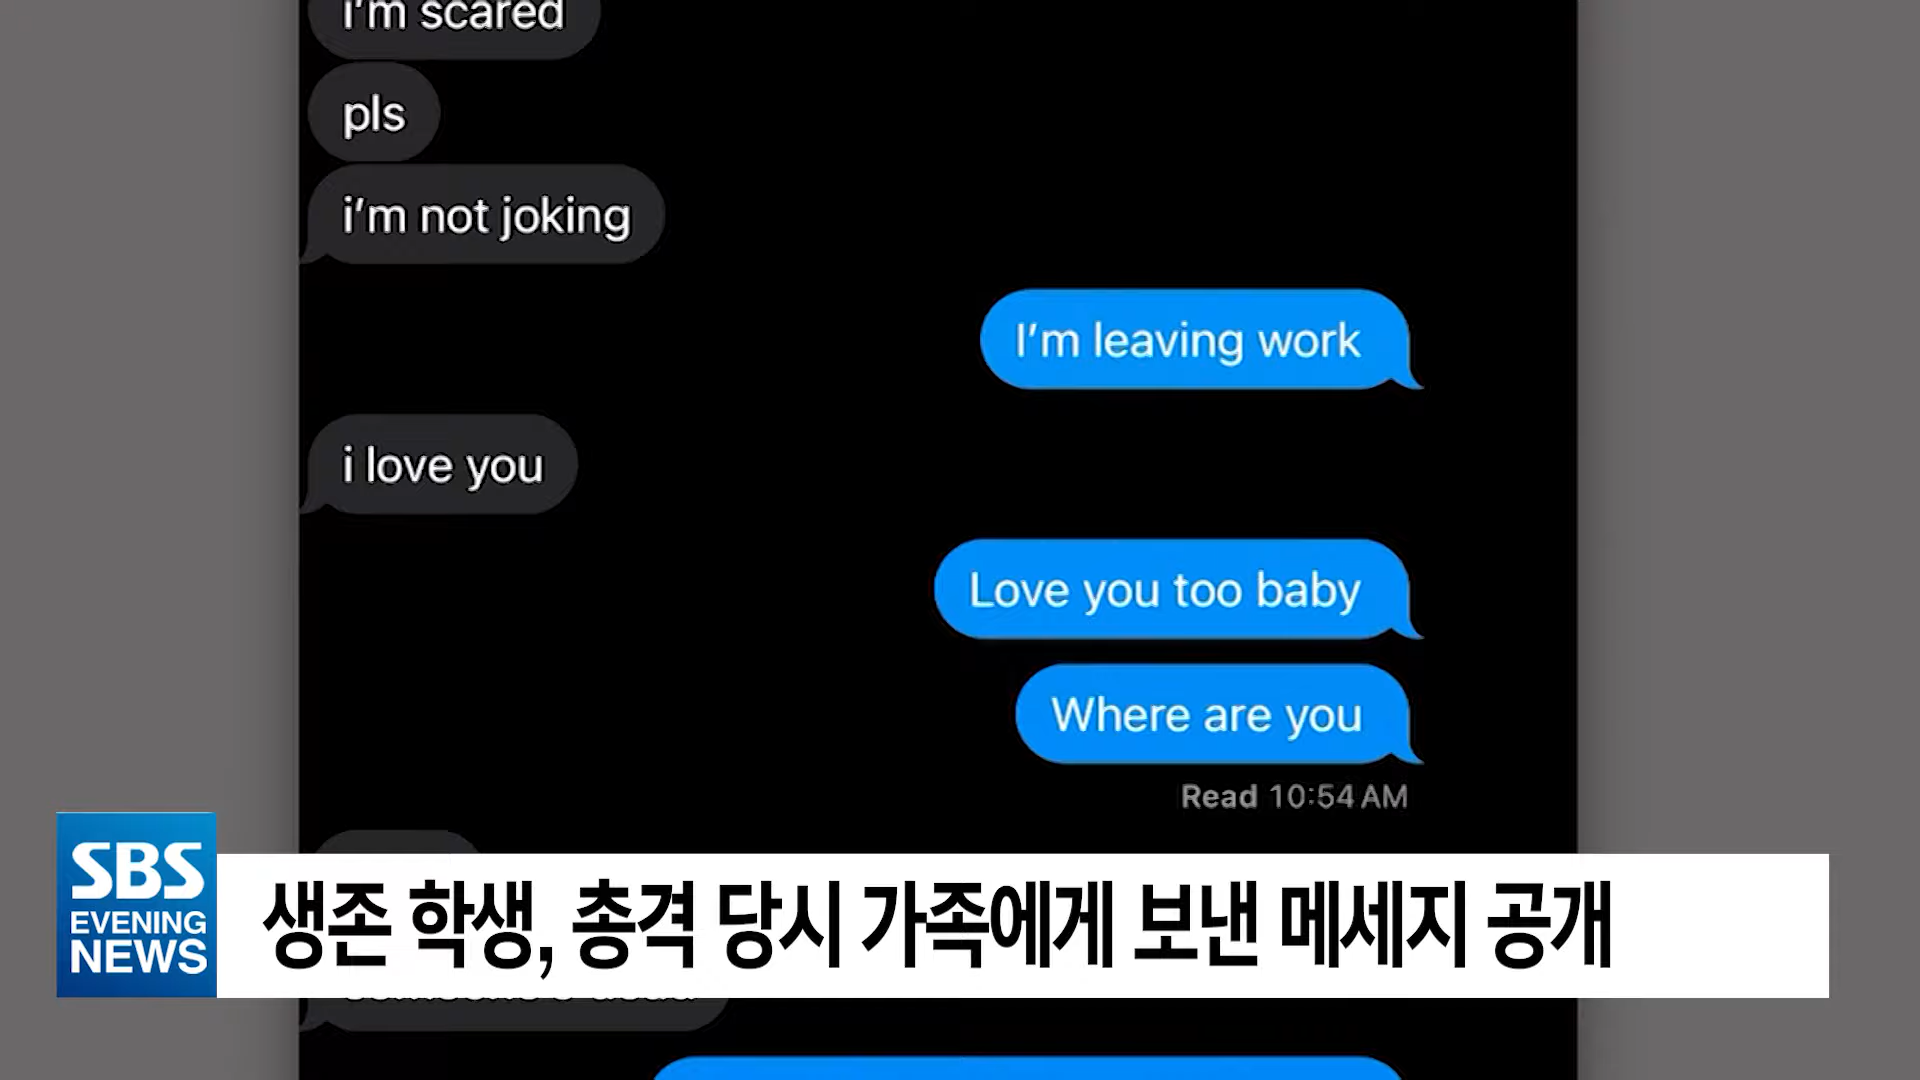 i'm scared
pls
i'm not joking
I'm leaving work
i love you
Love you too baby
Where are you
Read 10:54 AM
SBS
EVENING
NEWS
생존 학생, 총격 당시 가족에게 보낸 메세지 공개